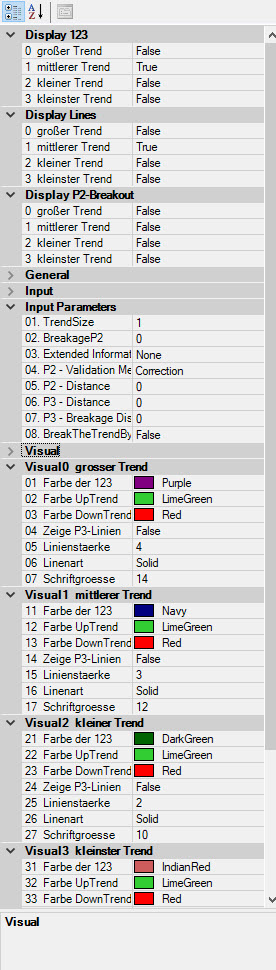 Display 123
0 großer Trend False
1 mittlerer Trend True
2 kleiner Trend False
3 kleinster Trend False
Display Lines
0 großer Trend False
1 mittlerer Trend True
2 kleiner Trend False
3 kleinster Trend False
Display P2-Breakout
0 großer Trend False
1 mittlerer Trend False
2 kleiner Trend False
3 kleinster Trend False
General
Input
Input Parameters
01. TrendSize 1
02. BreakageP2 0
03. Extended Informat None
04. P2 - Validation Me Correction
05. P2 - Distance 0
06. P3 - Distance 0
07. P3 - Breakage Dis 0
08. BreakTheTrendBy False
Visual
Visual0 grosser Trend
01 Farbe der 123 Purple
02 Farbe UpTrend LimeGreen
03 Farbe DownTrend Red
04 Zeige P3-Linien False
05 Linienstaerke 4
06 Linenart Solid
07 Schriftgroesse 14
Visual1 mittlerer Trend
11 Farbe der 123 Navy
12 Farbe UpTrend LimeGreen
13 Farbe DownTrend Red
14 Zeige P3-Linien False
15 Linienstaerke 3
16 Linenart Solid
17 Schriftgroesse 12
Visual2 kleiner Trend
21 Farbe der 123 DarkGreen
22 Farbe UpTrend LimeGreen
23 Farbe DownTrend Red
24 Zeige P3-Linien False
25 Linienstaerke 2
26 Linenart Solid
27 Schriftgroesse 10
Visual3 kleinster Trend
31 Farbe der 123 IndianRed
32 Farbe UpTrend LimeGreen
33 Farbe DownTrend Red
Visual